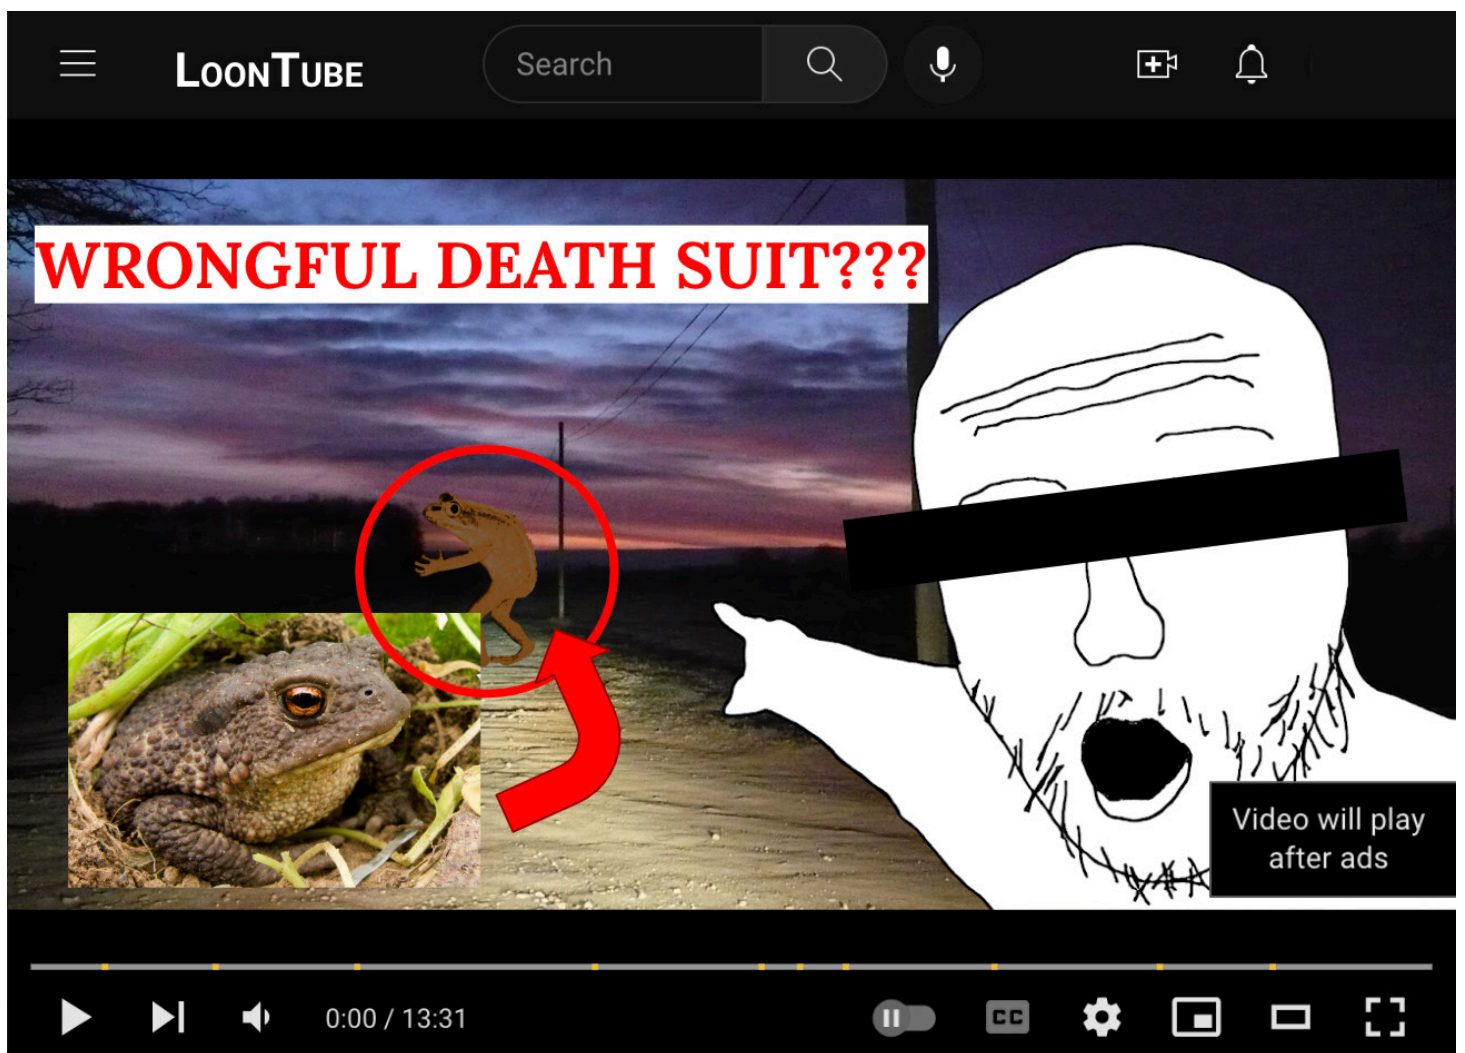 LOONTUBE
Search
WRONGFUL DEATH SUIT???
Video will play
after ads
0:00 / 13:31
CC